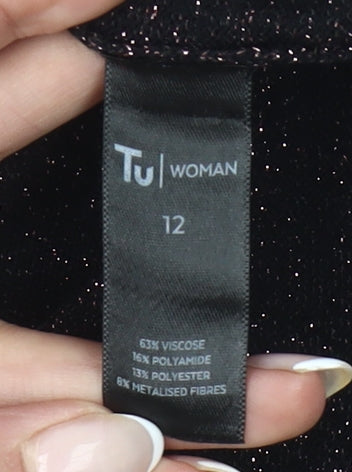 Tu | WOMAN
12
63% VISCOSE
16% POLYAMIDE
13% POLYESTER
8% METALISED FIBRES